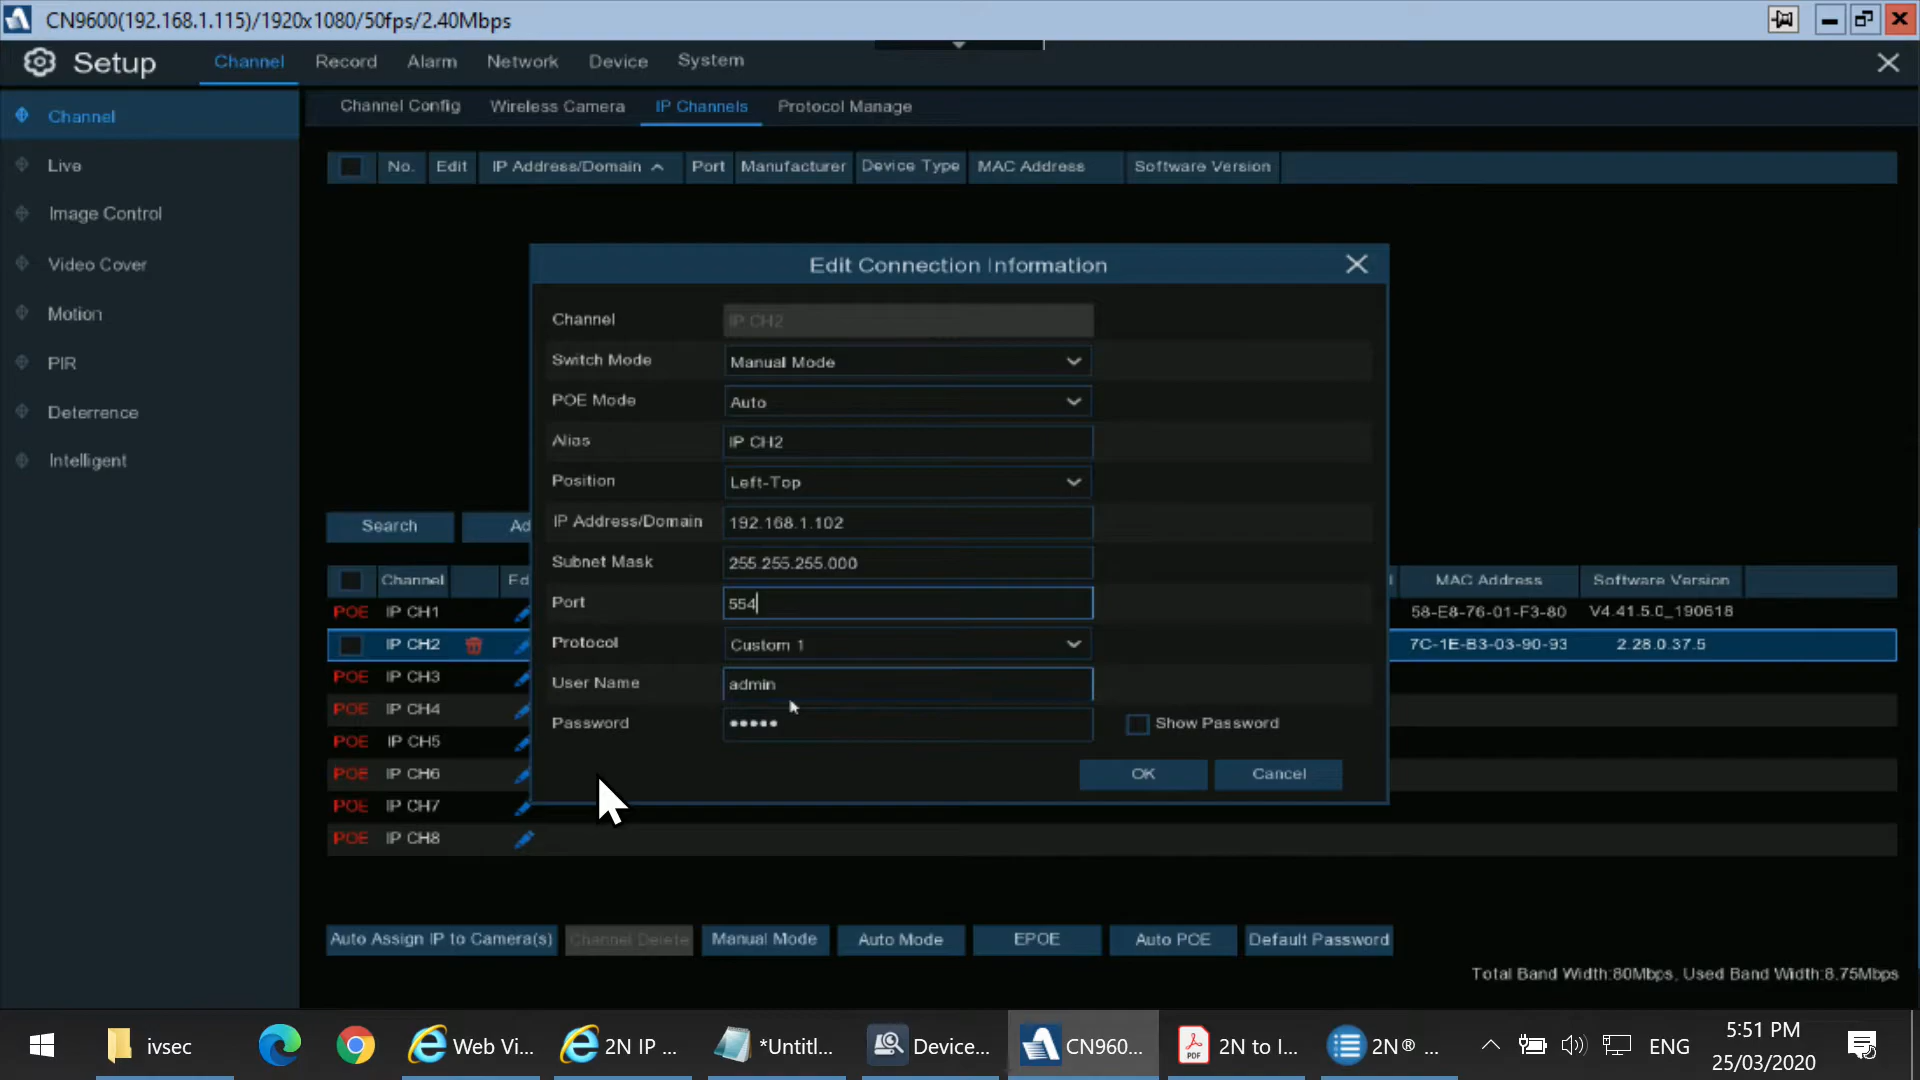 CN9600(192.168.1.115)/1920x1080/50fps/2.40Mbps
Setup
Channel Record Alarm Network Device System
Channel Config Wireless Camera IP Channels Protocol Manage
Channel
Live
Image Control
Video Cover
Motion
PIR
Deterrence
Intelligent
No. Edit IP Address/Domain Port Manufacturer Device Type MAC Address Software Version
Edit Connection Information
Channel IP CH2
Switch Mode Manual Mode
POE Mode Auto
Alias IP CH2
Position Left-Top
IP Address/Domain 192.168.1.102
Subnet Mask 255.255.255.000
Port 554
Protocol Custom 1
User Name admin
Password ••••• Show Password
OK Cancel
Search Ad
Channel Ed MAC Address Software Version
POE IP CH1 58-E8-76-01-F3-80 V4.41.5.0_190618
IP CH2 7C-1E-B3-03-90-93 2.28.0.37.5
POE IP CH3
POE IP CH4
POE IP CH5
POE IP CH6
POE IP CH7
POE IP CH8
Auto Assign IP to Camera(s) Channel Delete Manual Mode Auto Mode EPOE Auto POE Default Password
Total Band Width:80Mbps, Used Band Width:8.75Mbps
ivsec Web Vi... 2N IP ... *Untitl... Device... CN960... 2N to I... 2N® ... ENG
5:51 PM
25/03/2020